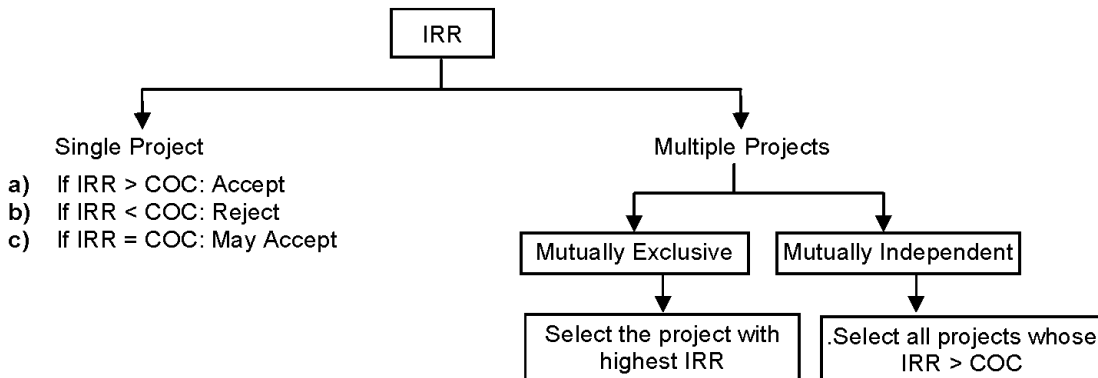 IRR
Single Project
a) If IRR > COC: Accept
b) If IRR < COC: Reject
c) If IRR = COC: May Accept
Multiple Projects
Mutually Exclusive
Mutually Independent
Select the project with
highest IRR
.Select all projects whose
IRR > COC